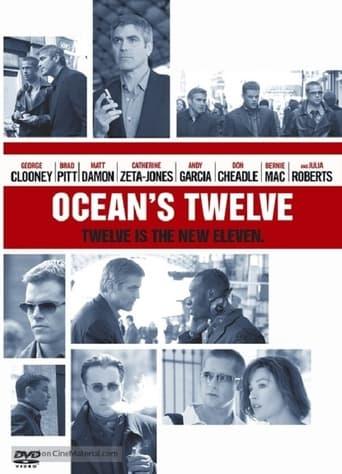 GEORGE CLOONEY BRAD PITT MATT DAMON CATHERINE ZETA-JONES ANDY GARCIA DON CHEADLE BERNIE MAC AND JULIA ROBERTS
OCEAN'S TWELVE
TWELVE IS THE NEW ELEVEN.
DVD
VIDEO
on CineMaterial.com